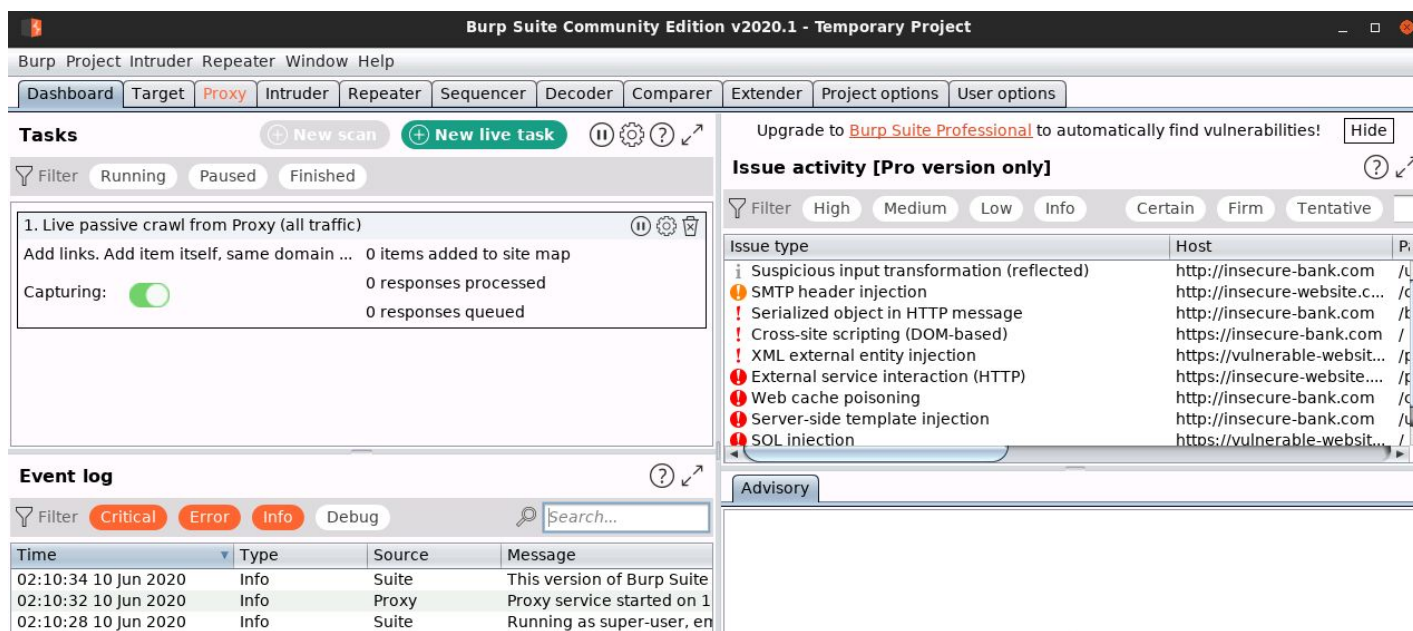 Burp Suite Community Edition v2020.1 - Temporary Project
Burp Project Intruder Repeater Window Help
Dashboard Target Proxy Intruder Repeater Sequencer Decoder Comparer Extender Project options User options
Tasks New scan New live task
Filter Running Paused Finished
1. Live passive crawl from Proxy (all traffic)
Add links. Add item itself, same domain ... 0 items added to site map
0 responses processed
Capturing:
0 responses queued
Event log
Filter Critical Error Info Debug Search...
Time Type Source Message
02:10:34 10 Jun 2020 Info Suite This version of Burp Suite
02:10:32 10 Jun 2020 Info Proxy Proxy service started on 1
02:10:28 10 Jun 2020 Info Suite Running as super-user, em
Upgrade to Burp Suite Professional to automatically find vulnerabilities! Hide
Issue activity [Pro version only]
Filter High Medium Low Info Certain Firm Tentative
Issue type Host
Suspicious input transformation (reflected) http://insecure-bank.com
SMTP header injection http://insecure-website.c...
Serialized object in HTTP message http://insecure-bank.com
Cross-site scripting (DOM-based) https://insecure-bank.com /
XML external entity injection https://vulnerable-websit...
External service interaction (HTTP) https://insecure-website....
Web cache poisoning http://insecure-bank.com
Server-side template injection http://insecure-bank.com
SQL injection https://vulnerable-websit... /
Advisory